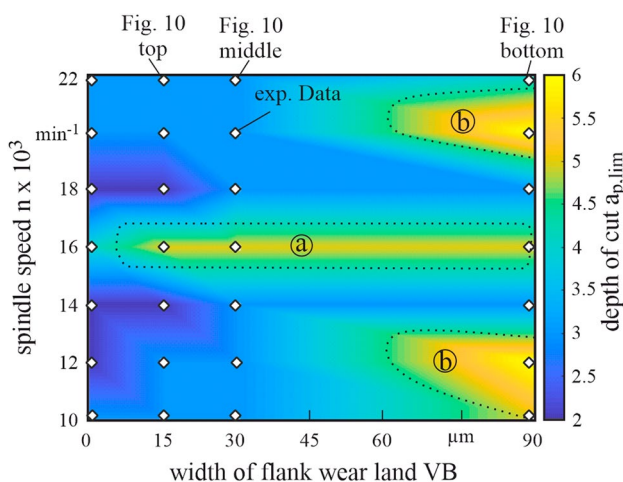 Fig. 10
top
Fig. 10
middle
Fig. 10
bottom
exp. Data
22
min-1
18
16
14
12
10
spindle speed n x 10³
a
b
b
0
15
30
45
60
µm
90
width of flank wear land VB
6
5.5
5
4.5
4
3.5
3
2.5
2
depth of cut ap,lim